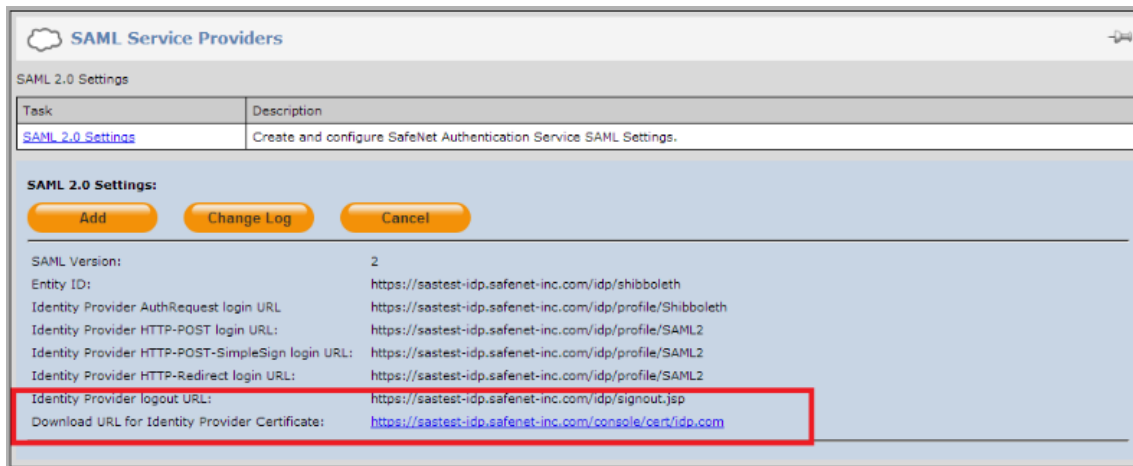 SAML Service Providers
SAML 2.0 Settings
Task Description
SAML 2.0 Settings Create and configure SafeNet Authentication Service SAML Settings.
SAML 2.0 Settings:
Add Change Log Cancel
SAML Version: 2
Entity ID: https://sastest-idp.safenet-inc.com/idp/shibboleth
Identity Provider AuthRequest login URL https://sastest-idp.safenet-inc.com/idp/profile/Shibboleth
Identity Provider HTTP-POST login URL: https://sastest-idp.safenet-inc.com/idp/profile/SAML2
Identity Provider HTTP-POST-SimpleSign login URL: https://sastest-idp.safenet-inc.com/idp/profile/SAML2
Identity Provider HTTP-Redirect login URL: https://sastest-idp.safenet-inc.com/idp/profile/SAML2
Identity Provider logout URL: https://sastest-idp.safenet-inc.com/idp/signout.jsp
Download URL for Identity Provider Certificate: https://sastest-idp.safenet-inc.com/console/cert/idp.com